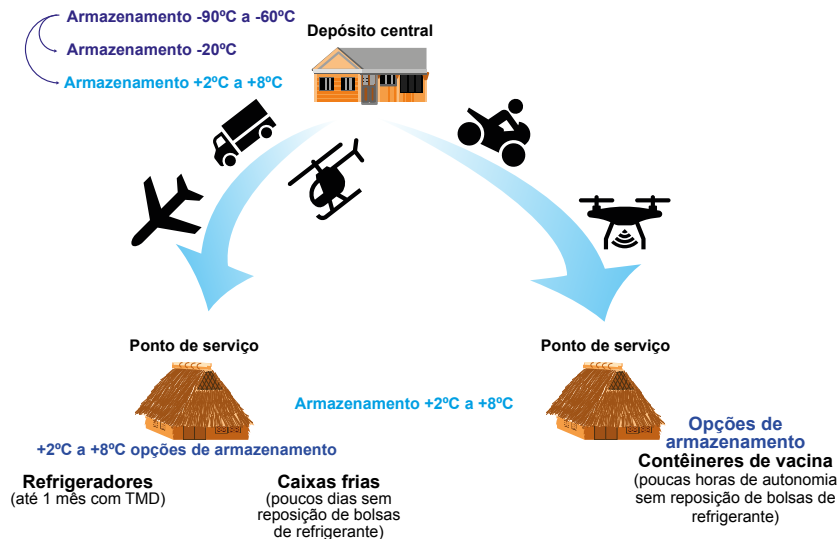 Armazenamento -90ºC a -60ºC
Armazenamento -20ºC
Armazenamento +2ºC a +8ºC
Depósito central
Ponto de serviço
Ponto de serviço
Armazenamento +2ºC a +8ºC
+2ºC a +8ºC opções de armazenamento
Refrigeradores
(até 1 mês com TMD)
Caixas frias
(poucos dias sem
reposição de bolsas
de refrigerante)
Opções de
armazenamento
Contêineres de vacina
(poucas horas de autonomia
sem reposição de bolsas de
refrigerante)